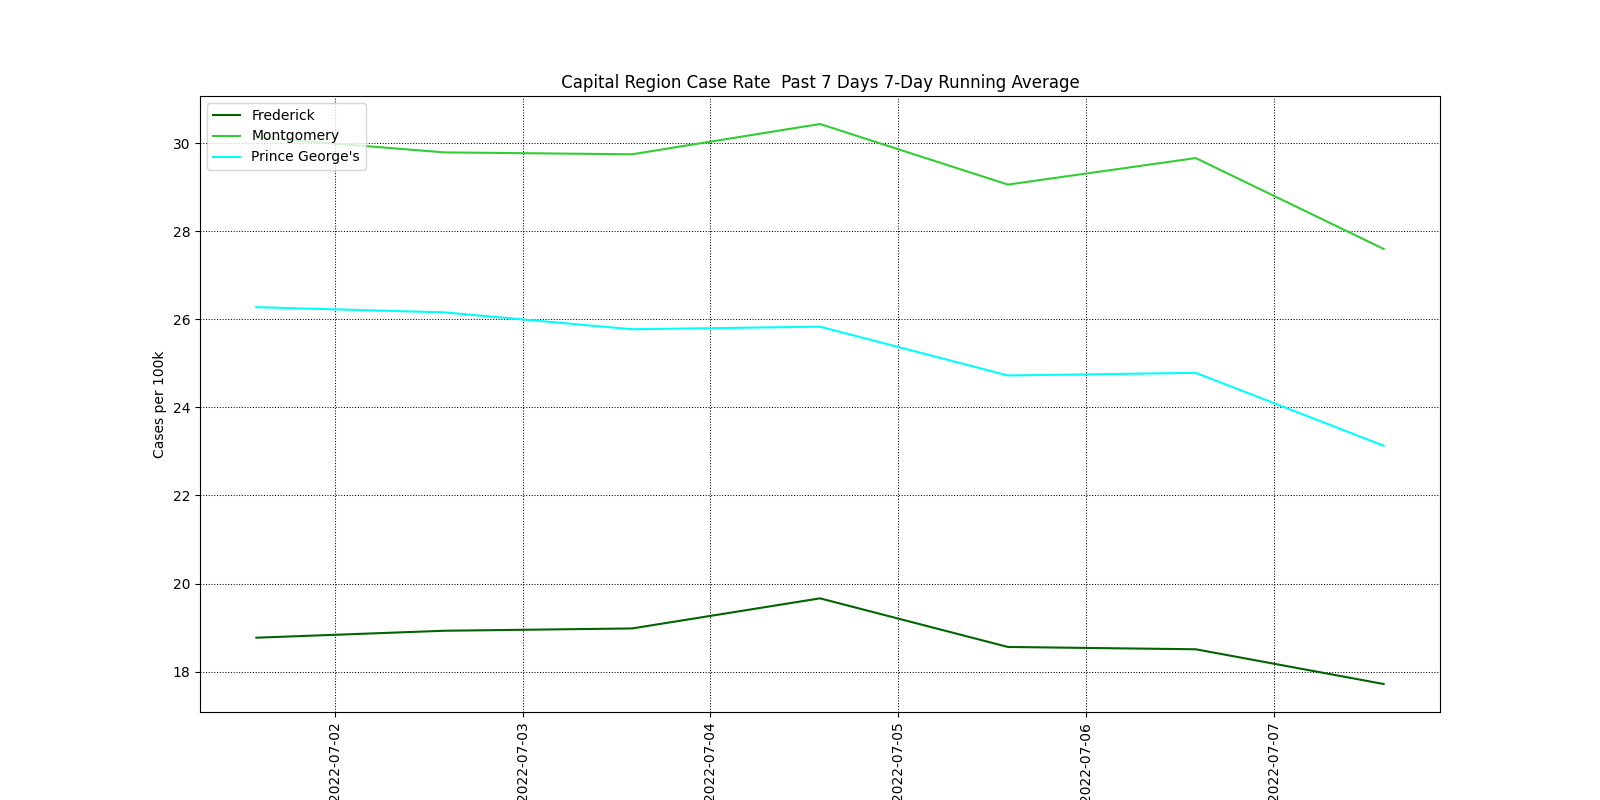 Capital Region Case Rate  Past 7 Days 7-Day Running Average
Frederick
Montgomery
Prince George's
Cases per 100k
30
28
26
24
22
20
18
2022-07-02
2022-07-03
2022-07-04
2022-07-05
2022-07-06
2022-07-07